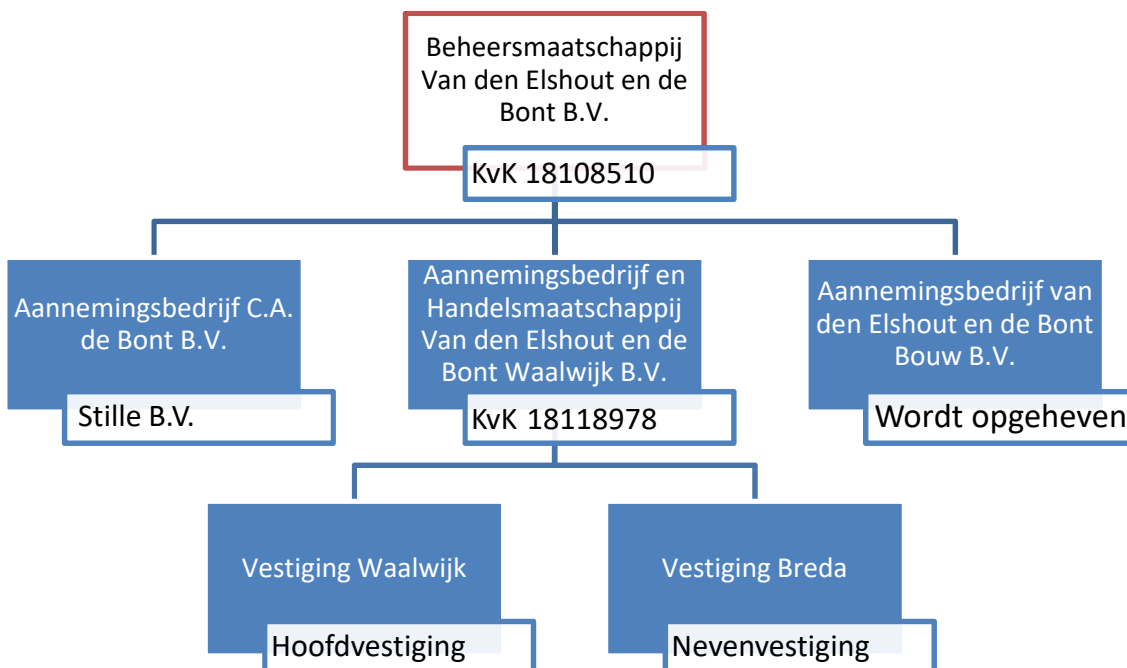 Beheersmaatschappij
Van den Elshout en de
Bont B.V.
KvK 18108510
Aannemingsbedrijf C.A.
de Bont B.V.
Stille B.V.
Aannemingsbedrijf en
Handelsmaatschappij
Van den Elshout en de
Bont Waalwijk B.V.
KvK 18118978
Aannemingsbedrijf van
den Elshout en de Bont
Bouw B.V.
Wordt opgeheven
Vestiging Waalwijk
Hoofdvestiging
Vestiging Breda
Nevenvestiging